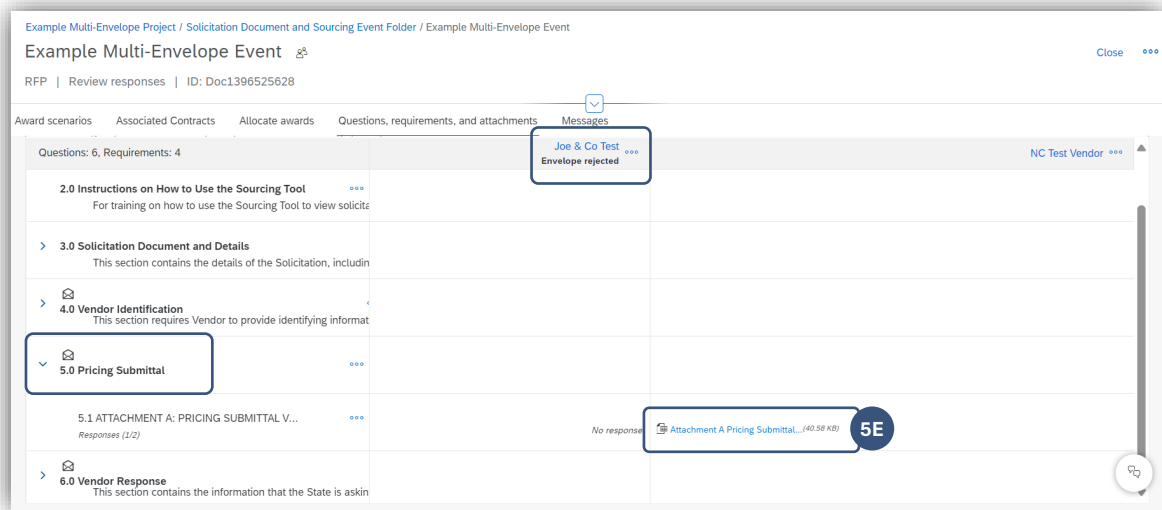 Example Multi-Envelope Project / Solicitation Document and Sourcing Event Folder / Example Multi-Envelope Event
Example Multi-Envelope Event
Close
RFP | Review responses | ID: Doc1396525628
Award scenarios Associated Contracts Allocate awards Questions, requirements, and attachments Messages
Questions: 6, Requirements: 4
Joe & Co Test
Envelope rejected
NC Test Vendor
2.0 Instructions on How to Use the Sourcing Tool
For training on how to use the Sourcing Tool to view solicita
3.0 Solicitation Document and Details
This section contains the details of the Solicitation, includin
4.0 Vendor Identification
This section requires Vendor to provide identifying informat
5.0 Pricing Submittal
5.1 ATTACHMENT A: PRICING SUBMITTAL V...
Responses (1/2)
No response
Attachment A Pricing Submittal... (40.58 KB)
5E
6.0 Vendor Response
This section contains the information that the State is askin